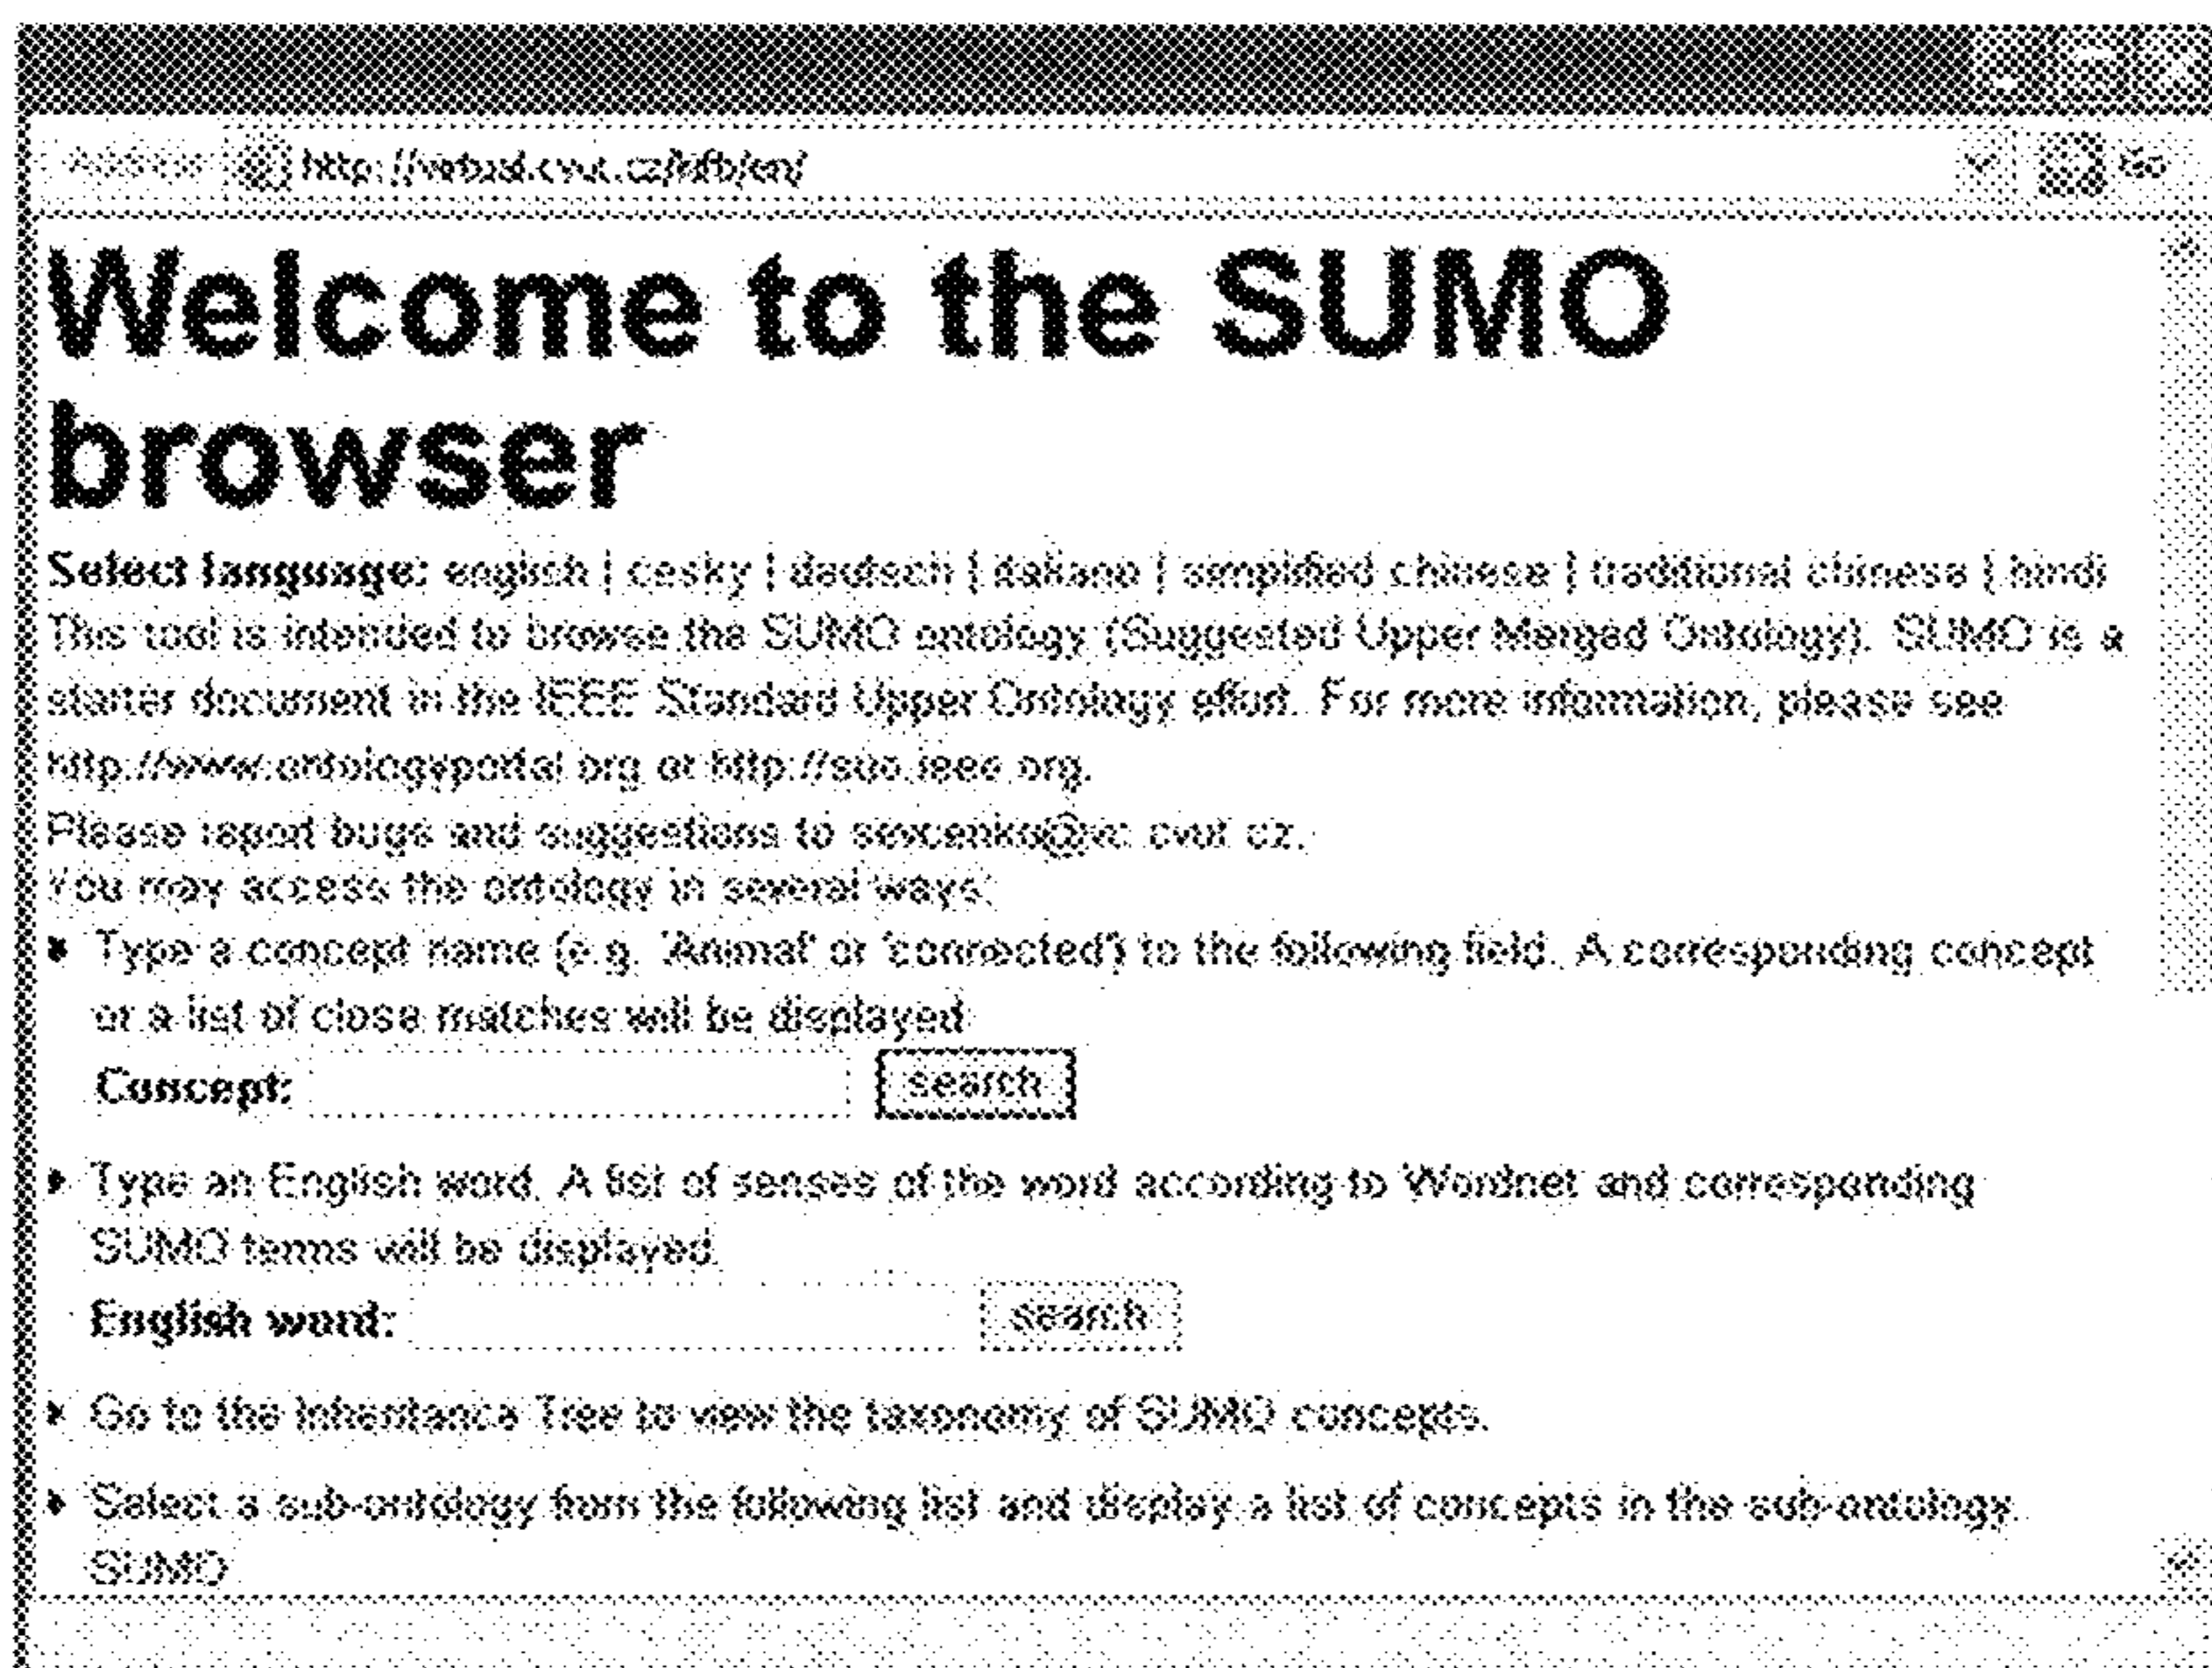 Address http://virtual.cvut.cz/kifb/en/ Go
Welcome to the SUMO
browser
Select language: english | cesky | deutsch | italiano | simplified chinese | traditional chinese | hindi
This tool is intended to browse the SUMO ontology (Suggested Upper Merged Ontology). SUMO is a
starter document in the IEEE Standard Upper Ontology effort. For more information, please see
http://www.ontologyportal.org or http://suo.ieee.org.
Please report bugs and suggestions to sevcenko@vc.cvut.cz.
You may access the ontology in several ways:
Type a concept name (e.g. 'Animal' or 'connected') to the following field. A corresponding concept
or a list of close matches will be displayed
Concept: search
Type an English word. A list of senses of the word according to Wordnet and corresponding
SUMO terms will be displayed.
English word: search
Go to the Inheritance Tree to view the taxonomy of SUMO concepts.
Select a sub-ontology from the following list and display a list of concepts in the sub-ontology.
SUMO